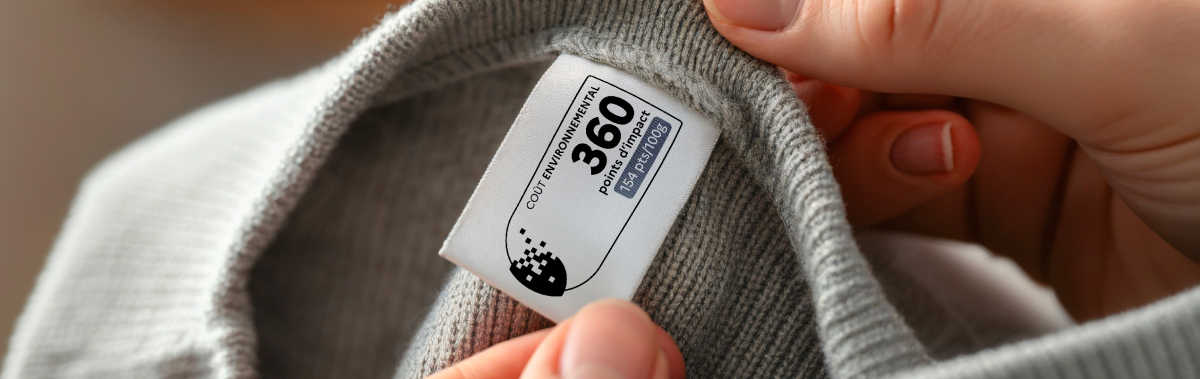 COÛT ENVIRONNEMENTAL
360
points d'impact
154 pts/100g